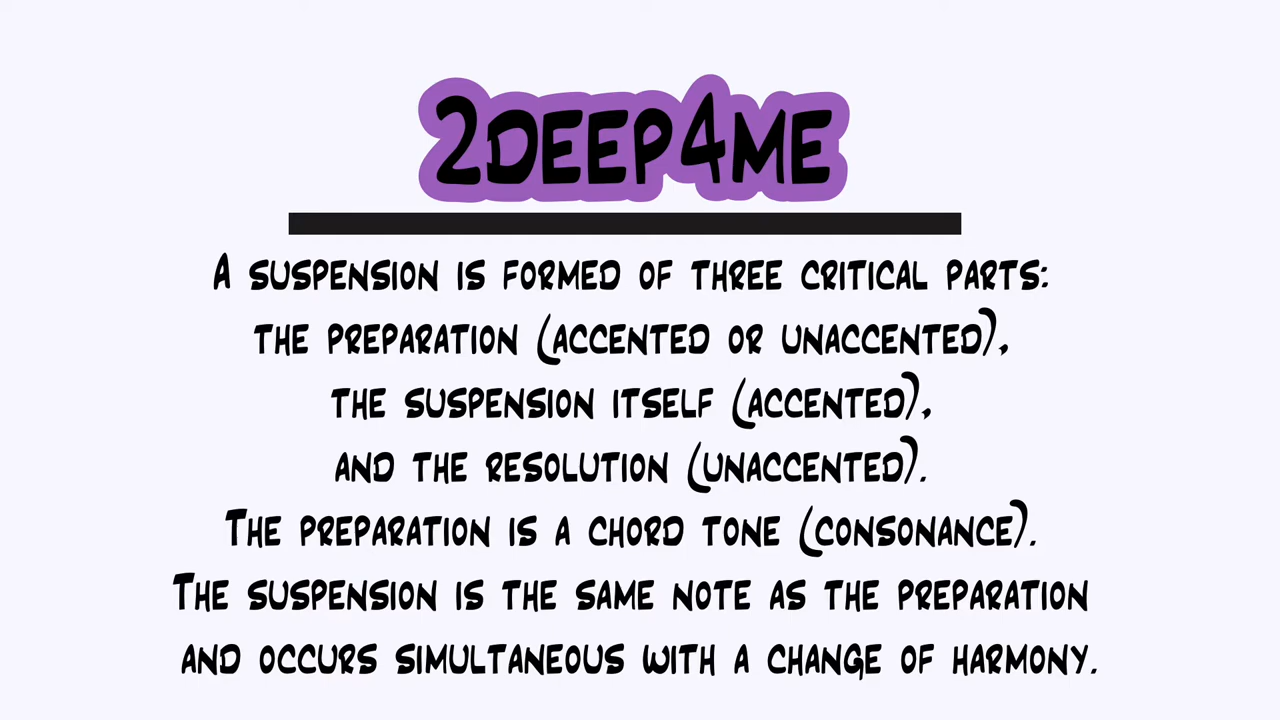 2deep4me
A suspension is formed of three critical parts:
the preparation (accented or unaccented),
the suspension itself (accented),
and the resolution (unaccented).
The preparation is a chord tone (consonance).
The suspension is the same note as the preparation
and occurs simultaneous with a change of harmony.